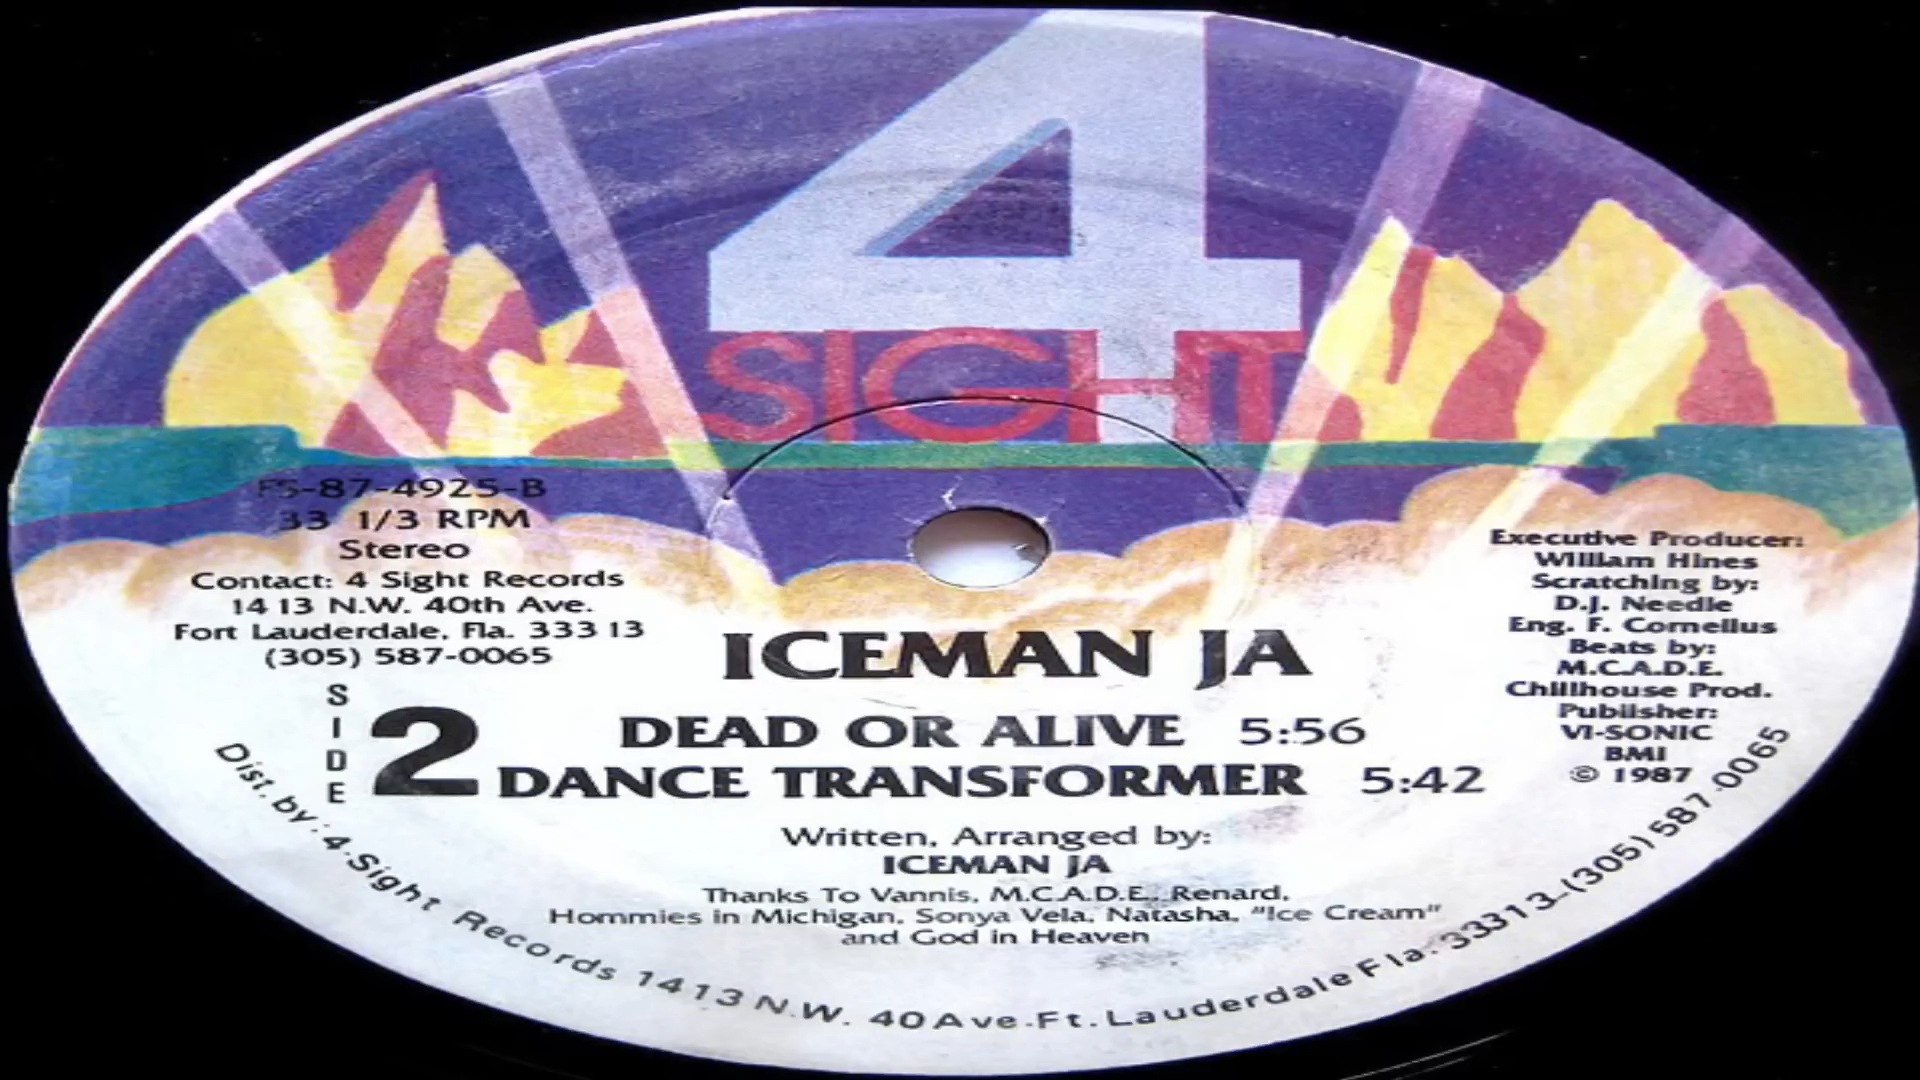 4
SIGHT
FS-87-4925-B
33 1/3 RPM
Stereo
Contact: 4 Sight Records
1413 N.W. 40th Ave.
Fort Lauderdale, Fla. 33313
(305) 587-0065
SIDE
2
ICEMAN JA
DEAD OR ALIVE 5:56
DANCE TRANSFORMER 5:42
Written, Arranged by:
ICEMAN JA
Thanks To Vannis, M.C.A.D.E., Renard,
Hommies in Michigan, Sonya Vela, Natasha, "Ice Cream"
and God in Heaven
Executive Producer:
William Hines
Scratching by:
D.J. Needle
Eng. F. Cornelius
Beats by:
M.C.A.D.E.
Chillhouse Prod.
Publisher:
VI-SONIC
BMI
© 1987
Dist. by: 4-Sight Records 1413 N.W. 40 Ave.-Ft. Lauderdale Fla. 33313-(305) 587-0065